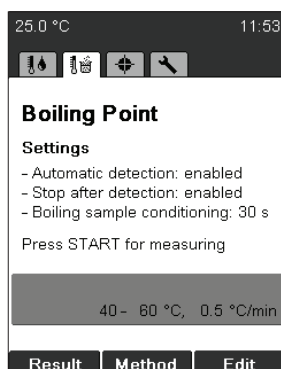 25.0 °C 11:53
Boiling Point
Settings
- Automatic detection: enabled
- Stop after detection: enabled
- Boiling sample conditioning: 30 s
Press START for measuring
40 - 60 °C, 0.5 °C/min
Result Method Edit